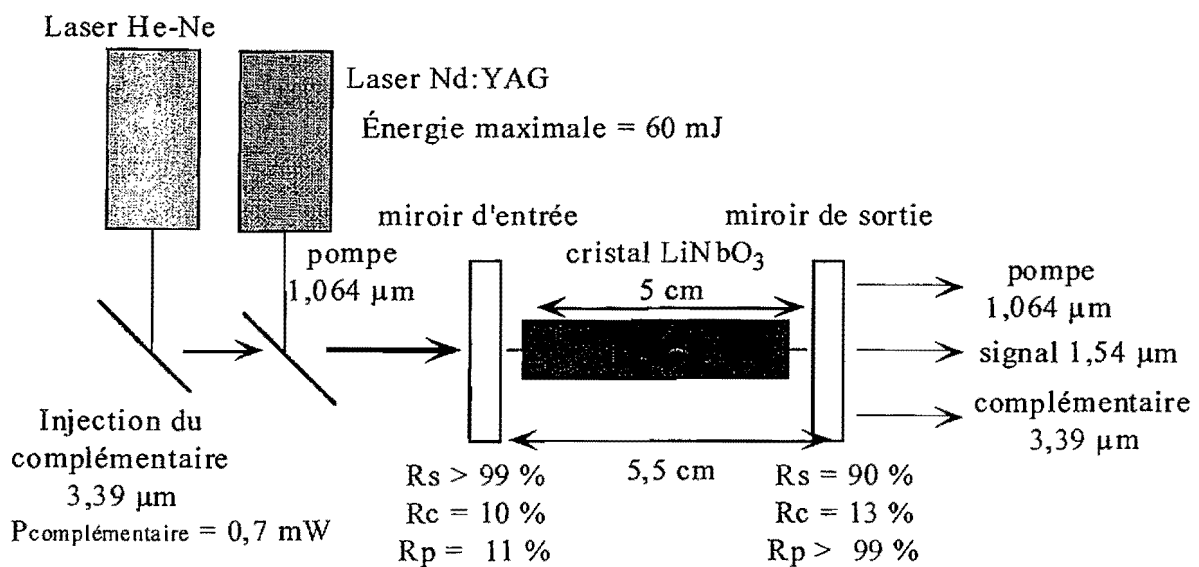 Laser He-Ne
Laser Nd:YAG
Énergie maximale = 60 mJ
miroir d'entrée
miroir de sortie
pompe
1,064 µm
cristal LiNbO3
5 cm
pompe
1,064 µm
signal 1,54 µm
complémentaire
3,39 µm
Injection du
complémentaire
3,39 µm
Pcomplémentaire = 0,7 mW
5,5 cm
Rs > 99 %
Rc = 10 %
Rp = 11 %
Rs = 90 %
Rc = 13 %
Rp > 99 %